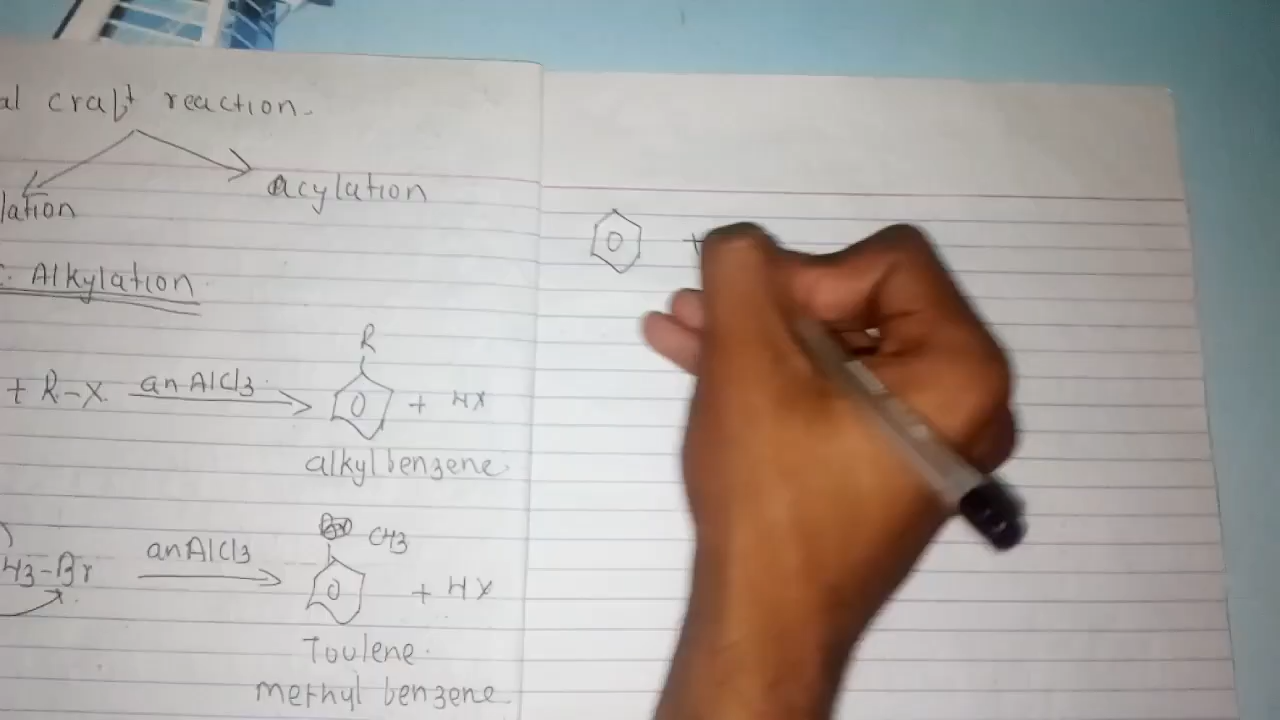 al craft reaction.
acylation
lation
: Alkylation
R
+ R-X anAlCl3 + HX
alkylbenzene
CH3
H3-Br anAlCl3 + HX
Toulene
methyl benzene
+